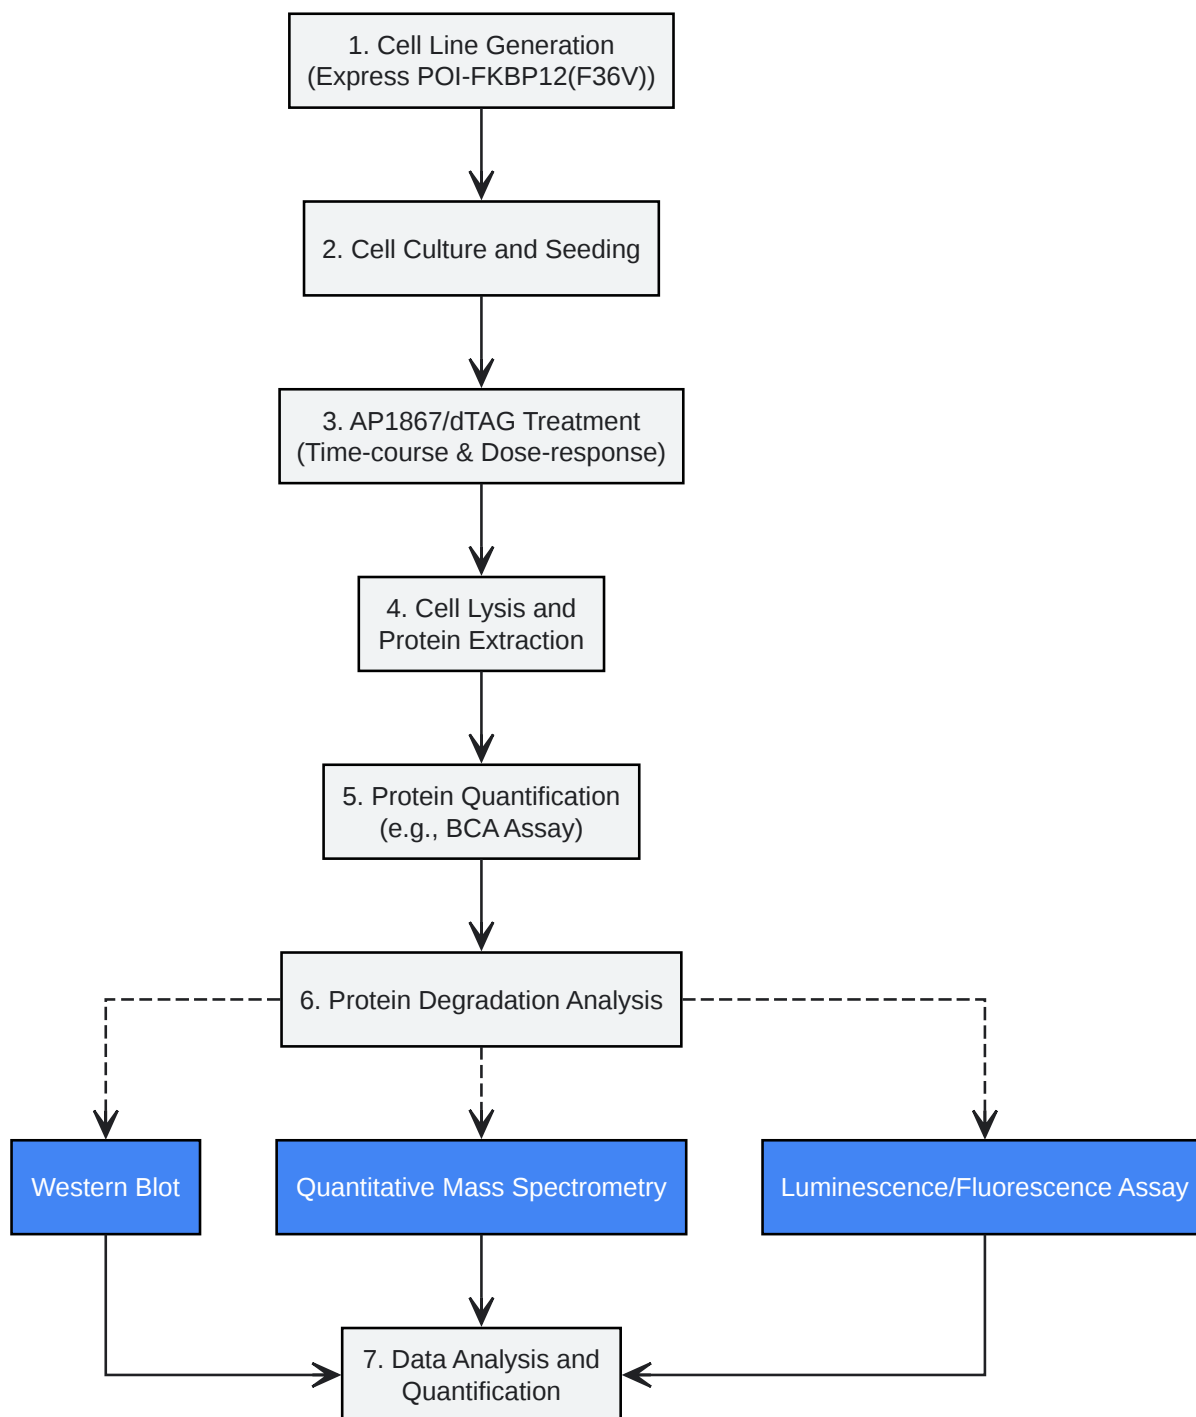 1. Cell Line Generation
(Express POI-FKBP12(F36V))
2. Cell Culture and Seeding
3. AP1867/dTAG Treatment
(Time-course & Dose-response)
4. Cell Lysis and
Protein Extraction
5. Protein Quantification
(e.g., BCA Assay)
6. Protein Degradation Analysis
Western Blot
Quantitative Mass Spectrometry
Luminescence/Fluorescence Assay
7. Data Analysis and
Quantification